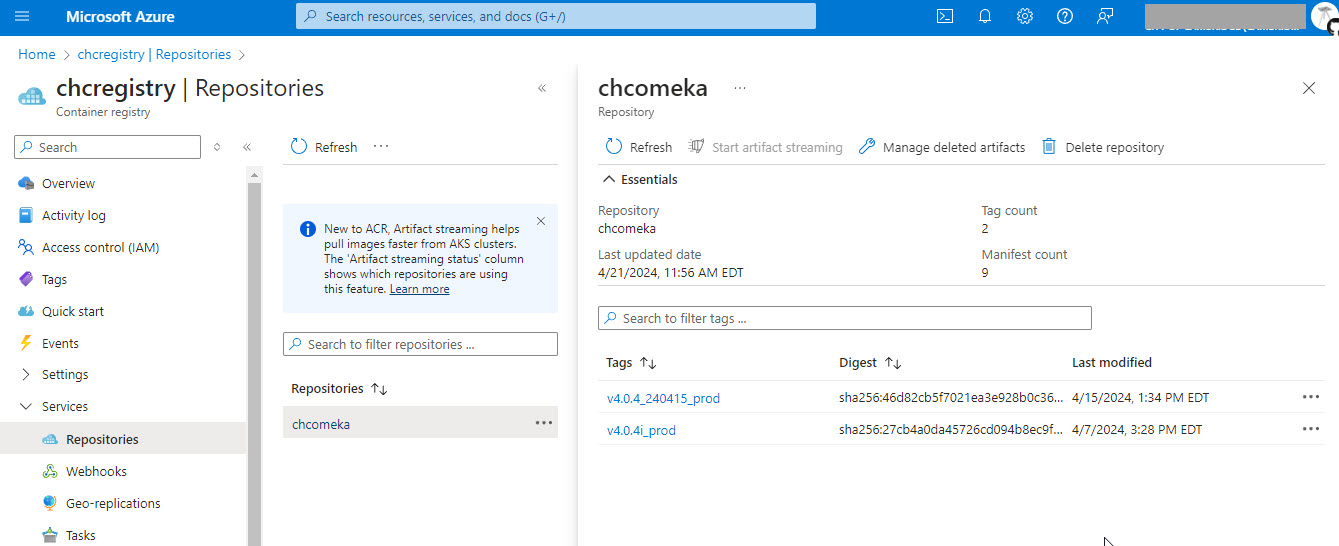 Microsoft Azure
Search resources, services, and docs (G+/)
Home > chcregistry | Repositories >
chcregistry | Repositories
Container registry
Search
Overview
Activity log
Access control (IAM)
Tags
Quick start
Events
Settings
Services
Repositories
Webhooks
Geo-replications
Tasks
Refresh
New to ACR, Artifact streaming helps
pull images faster from AKS clusters.
The 'Artifact streaming status' column
shows which repositories are using
this feature. Learn more
Search to filter repositories ...
Repositories
chcomeka
chcomeka
Repository
Refresh Start artifact streaming Manage deleted artifacts Delete repository
Essentials
Repository
chcomeka
Last updated date
4/21/2024, 11:56 AM EDT
Tag count
2
Manifest count
9
Search to filter tags ...
Tags Digest Last modified
v4.0.4_240415_prod sha256:46d82cb5f7021ea3e928b0c36... 4/15/2024, 1:34 PM EDT
v4.0.4i_prod sha256:27cb4a0da45726cd094b8ec9f... 4/7/2024, 3:28 PM EDT